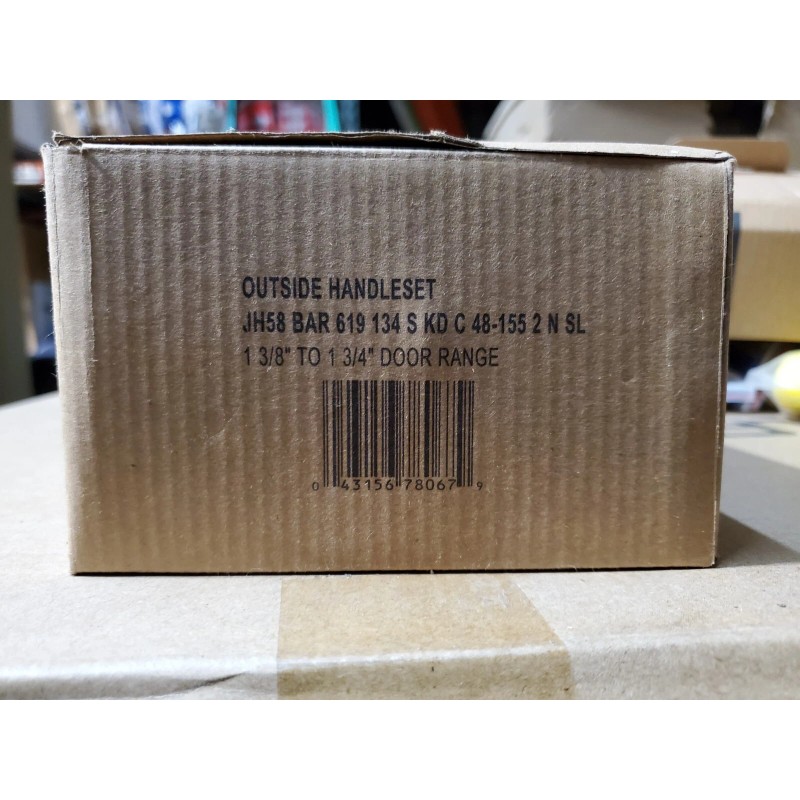 OUTSIDE HANDLESET
JH58 BAR 619 134 S KD C 48-155 2 N SL
1 3/8" TO 1 3/4" DOOR RANGE
0 43156 78067 9